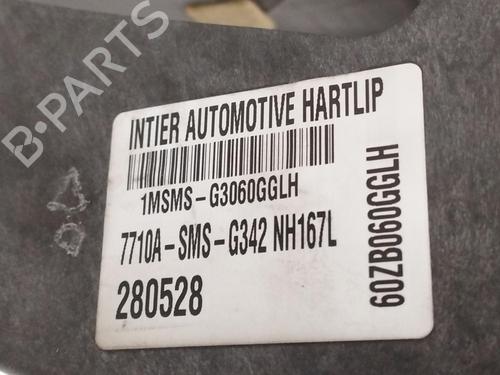 B-PARTS
INTIER AUTOMOTIVE HARTLIP
1MSMS-G3060GGLH
7710A-SMS-G342 NH167L
280528
60ZB060GGLH